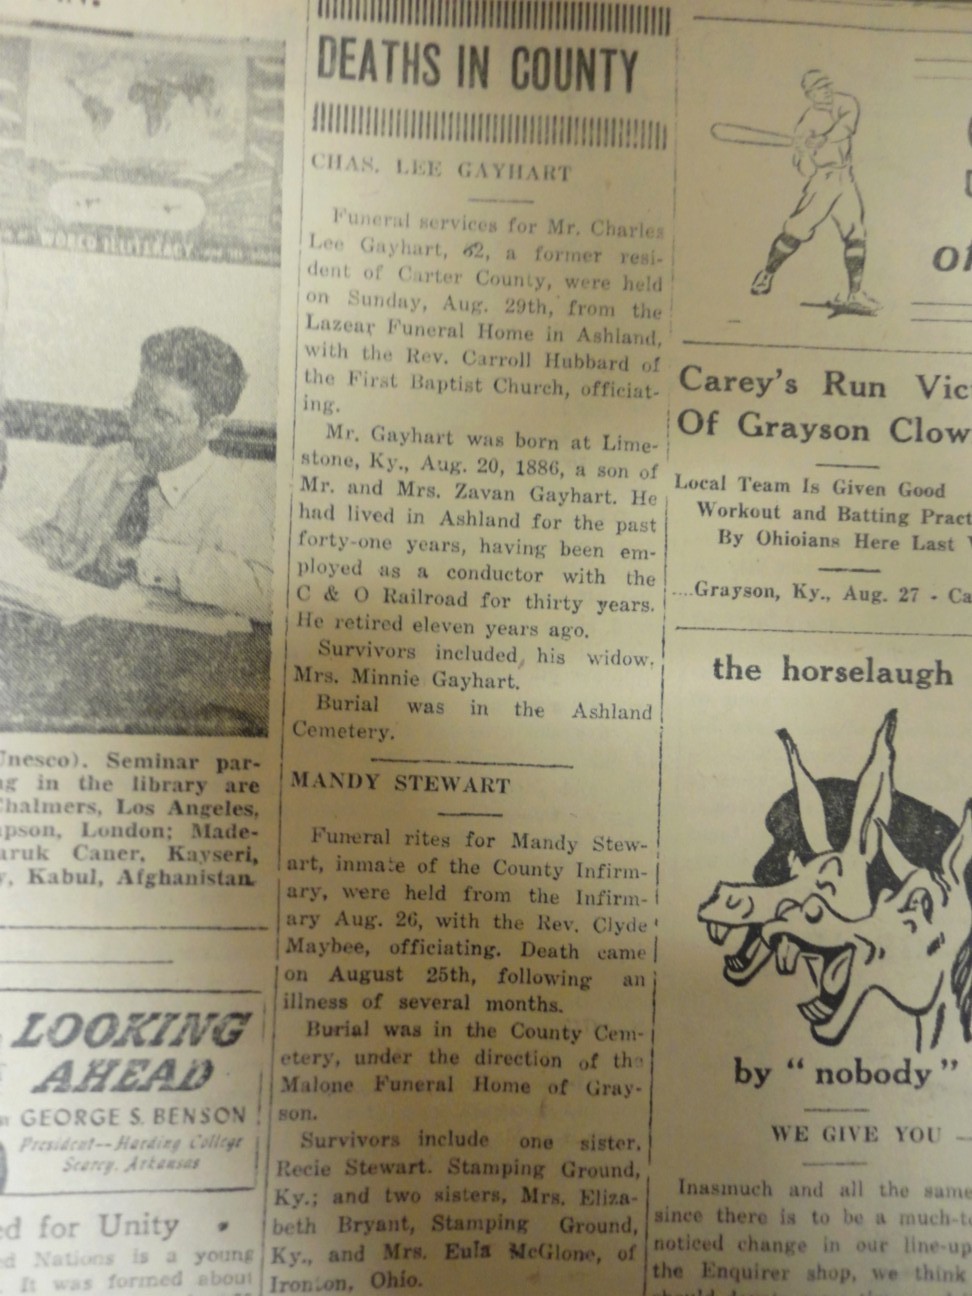 DEATHS IN COUNTY
CHAS. LEE GAYHART
Funeral services for Mr. Charles
Lee Gayhart, 62, a former resi-
dent of Carter County, were held
on Sunday, Aug. 29th, from the
Lazear Funeral Home in Ashland,
with the Rev. Carroll Hubbard of
the First Baptist Church, officiat-
ing.
Mr. Gayhart was born at Lime-
stone, Ky., Aug. 20, 1886, a son of
Mr. and Mrs. Zavan Gayhart. He
had lived in Ashland for the past
forty-one years, having been em-
ployed as a conductor with the
C & O Railroad for thirty years.
He retired eleven years ago.
Survivors included his widow,
Mrs. Minnie Gayhart.
Burial was in the Ashland
Cemetery.
MANDY STEWART
Funeral rites for Mandy Stew-
art, inmate of the County Infirm-
ary, were held from the Infirm-
ary Aug. 26, with the Rev. Clyde
Maybee, officiating. Death came
on August 25th, following an
illness of several months.
Burial was in the County Cem-
etery, under the direction of the
Malone Funeral Home of Gray-
son.
Survivors include one sister,
Recie Stewart. Stamping Ground,
Ky.; and two sisters, Mrs. Eliza-
beth Bryant, Stamping Ground,
Ky., and Mrs. Eula McGlone, of
Ironton, Ohio.
Unesco). Seminar par-
in the library are
Chalmers, Los Angeles,
London; Made-
Caner, Kayseri,
Kabul, Afghanistan.
LOOKING
AHEAD
GEORGE S. BENSON
President--Harding College
Searcy, Arkansas
ed for Unity
Nations is a young
It was formed about
Carey's Run Vic
Of Grayson Clow
Local Team Is Given Good
Workout and Batting Pract
By Ohioians Here Last
....Grayson, Ky., Aug. 27 - Ca
the horselaugh
by "nobody"
WE GIVE YOU —
Inasmuch and all the same
since there is to be a much-t
noticed change in our line-up
the Enquirer shop, we think